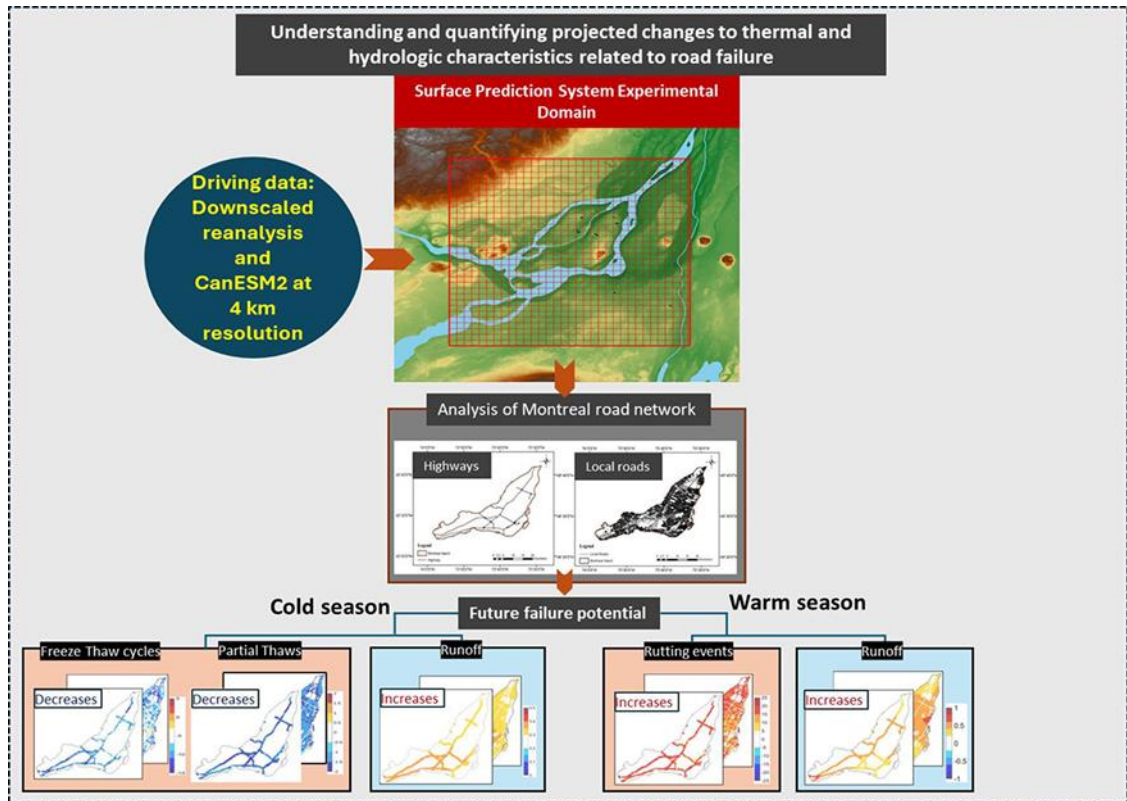 Understanding and quantifying projected changes to thermal and
hydrologic characteristics related to road failure
Surface Prediction System Experimental
Domain
Driving data:
Downscaled
reanalysis
and
CanESM2 at
4 km
resolution
Analysis of Montreal road network
Highways
Local roads
Legend
Legend
Cold season
Future failure potential
Warm season
Freeze Thaw cycles
Partial Thaws
Runoff
Rutting events
Runoff
Decreases
Decreases
Increases
Increases
Increases
1
0.5
0
-0.5
-1